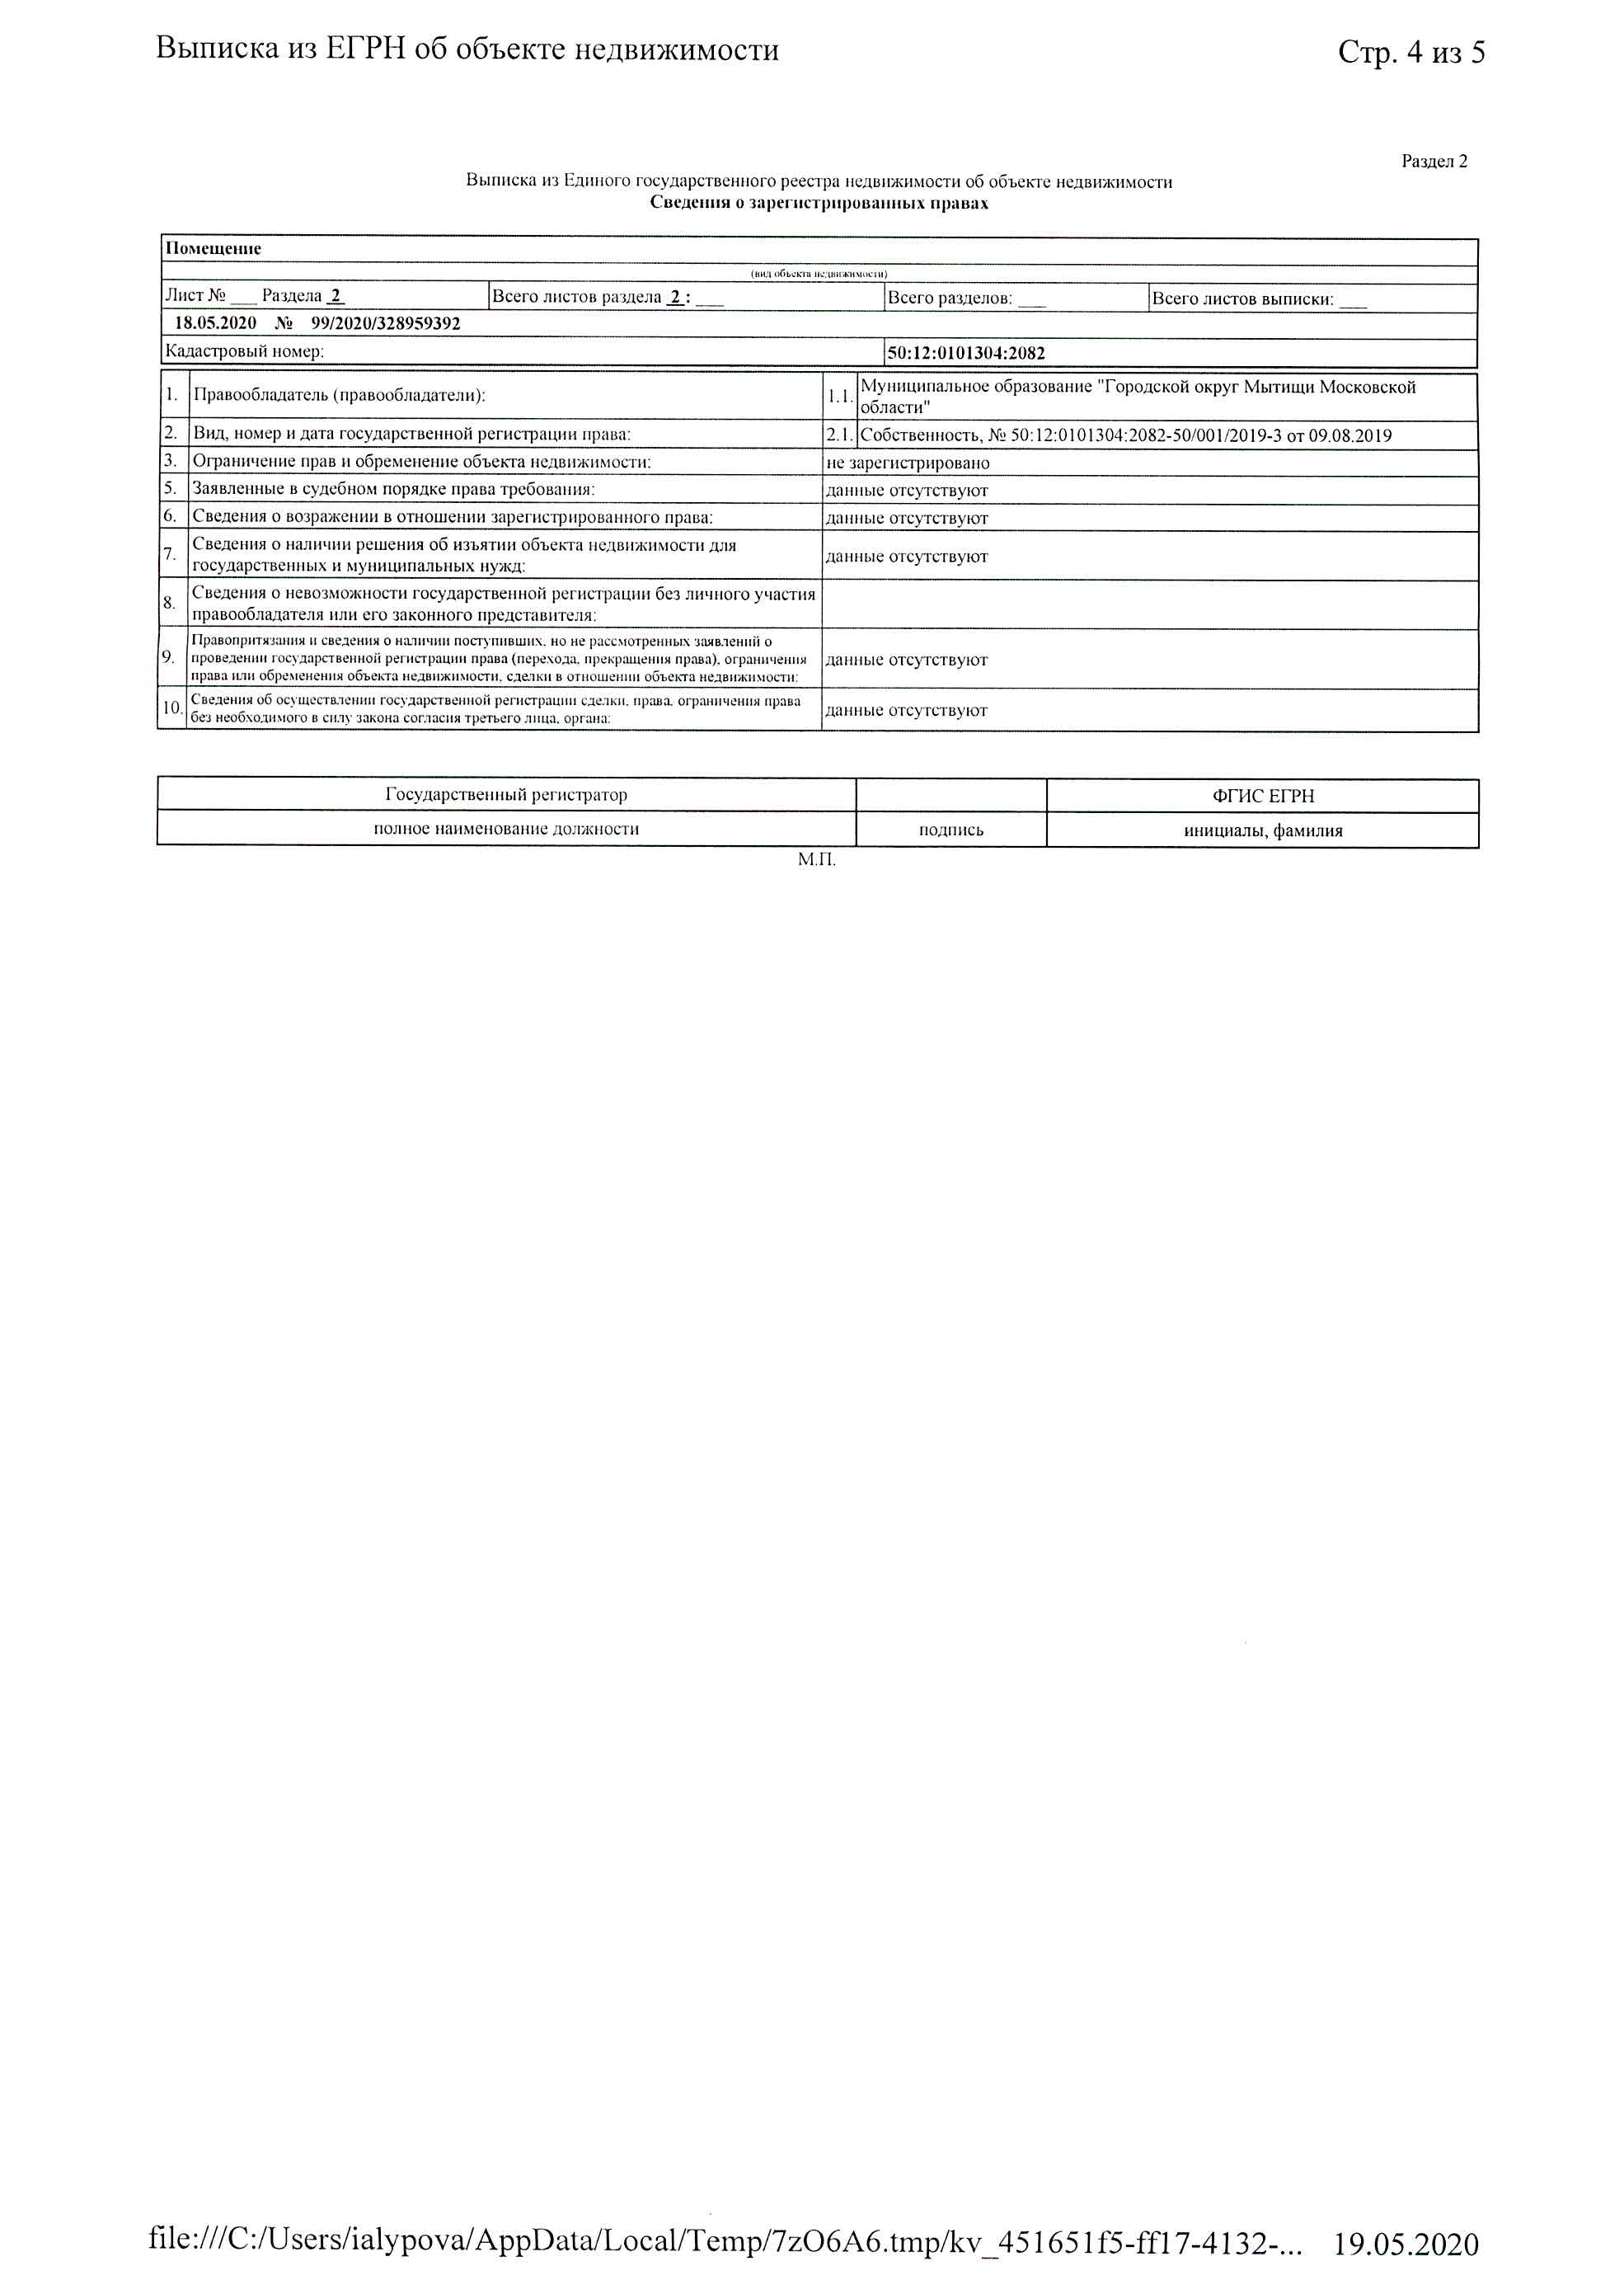 Выписка из ЕГРН об объекте недвижимости
Стр. 4 из 5
Раздел 2
Выписка из Единого государственного реестра недвижимости об объекте недвижимости
Сведения о зарегистрированных правах
Помещение
(вид объекта недвижимости)
Лист № ___ Раздела 2 Всего листов раздела 2 : ___ Всего разделов: ___ Всего листов выписки: ___
18.05.2020 № 99/2020/328959392
Кадастровый номер: 50:12:0101304:2082
1. Правообладатель (правообладатели): 1.1. Муниципальное образование "Городской округ Мытищи Московской
области"
2. Вид, номер и дата государственной регистрации права: 2.1. Собственность, № 50:12:0101304:2082-50/001/2019-3 от 09.08.2019
3. Ограничение прав и обременение объекта недвижимости: не зарегистрировано
5. Заявленные в судебном порядке права требования: данные отсутствуют
6. Сведения о возражении в отношении зарегистрированного права: данные отсутствуют
7. Сведения о наличии решения об изъятии объекта недвижимости для
государственных и муниципальных нужд: данные отсутствуют
8. Сведения о невозможности государственной регистрации без личного участия
правообладателя или его законного представителя:
9. Правопритязания и сведения о наличии поступивших, но не рассмотренных заявлений о
проведении государственной регистрации права (перехода, прекращения права), ограничения
права или обременения объекта недвижимости, сделки в отношении объекта недвижимости: данные отсутствуют
10. Сведения об осуществлении государственной регистрации сделки, права, ограничения права
без необходимого в силу закона согласия третьего лица, органа: данные отсутствуют
Государственный регистратор ФГИС ЕГРН
полное наименование должности подпись инициалы, фамилия
М.П.
file:///C:/Users/ialypova/AppData/Local/Temp/7zO6A6.tmp/kv_451651f5-ff17-4132-... 19.05.2020